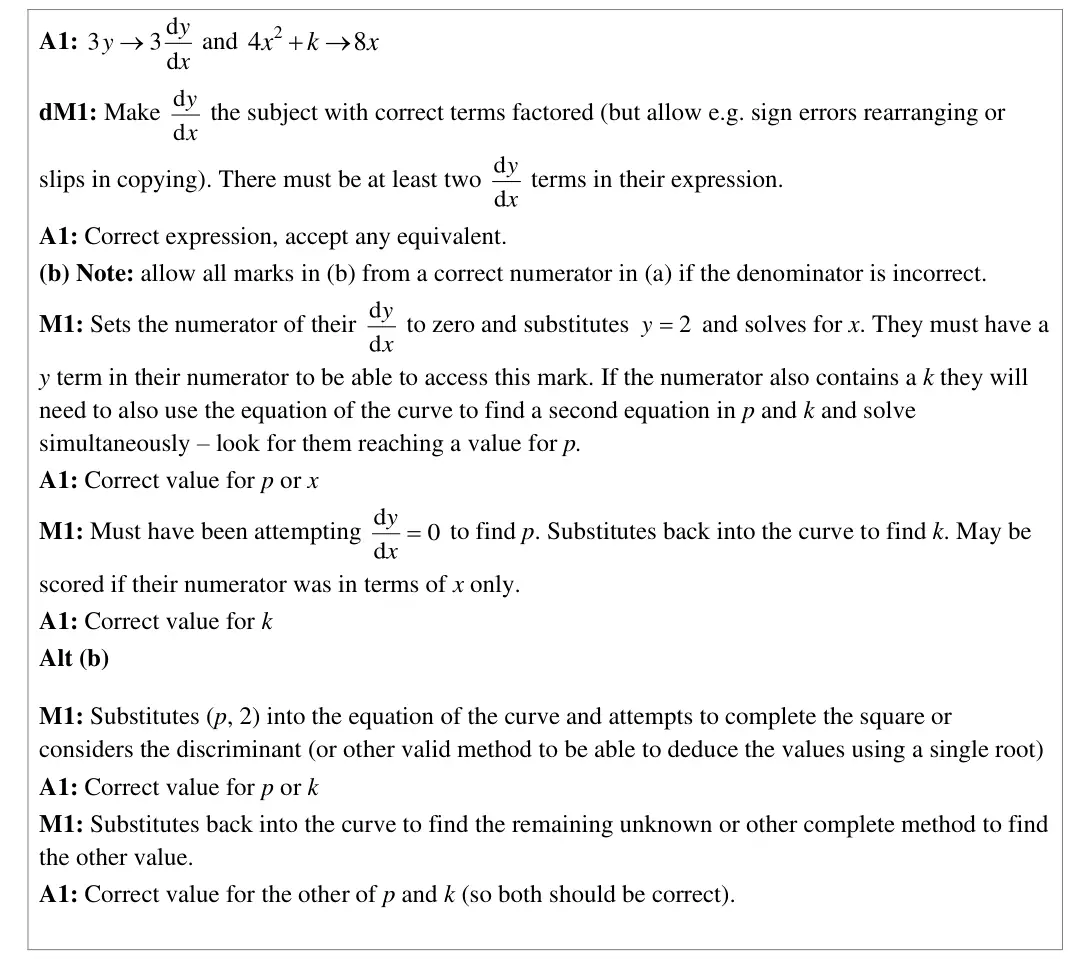 A1: 3y → 3 dy/dx and 4x² + k → 8x
dM1: Make dy/dx the subject with correct terms factored (but allow e.g. sign errors rearranging or
slips in copying). There must be at least two dy/dx terms in their expression.
A1: Correct expression, accept any equivalent.
(b) Note: allow all marks in (b) from a correct numerator in (a) if the denominator is incorrect.
M1: Sets the numerator of their dy/dx to zero and substitutes y = 2 and solves for x. They must have a
y term in their numerator to be able to access this mark. If the numerator also contains a k they will
need to also use the equation of the curve to find a second equation in p and k and solve
simultaneously – look for them reaching a value for p.
A1: Correct value for p or x
M1: Must have been attempting dy/dx = 0 to find p. Substitutes back into the curve to find k. May be
scored if their numerator was in terms of x only.
A1: Correct value for k
Alt (b)
M1: Substitutes (p, 2) into the equation of the curve and attempts to complete the square or
considers the discriminant (or other valid method to be able to deduce the values using a single root)
A1: Correct value for p or k
M1: Substitutes back into the curve to find the remaining unknown or other complete method to find
the other value.
A1: Correct value for the other of p and k (so both should be correct).